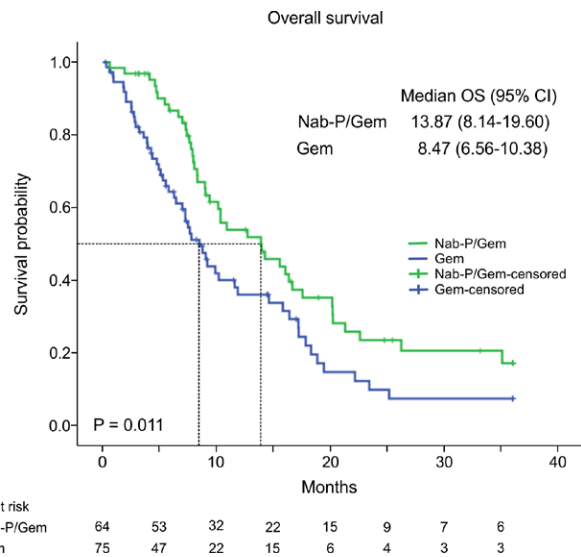 Overall survival
Median OS (95% CI)
Nab-P/Gem 13.87 (8.14-19.60)
Gem 8.47 (6.56-10.38)
Survival probability
1.0
0.8
0.6
0.4
0.2
0.0
Nab-P/Gem
Gem
Nab-P/Gem-censored
Gem-censored
P = 0.011
0 10 20 30 40
Months
t risk
-P/Gem 64 53 32 22 15 9 7 6
m 75 47 22 15 6 4 3 3